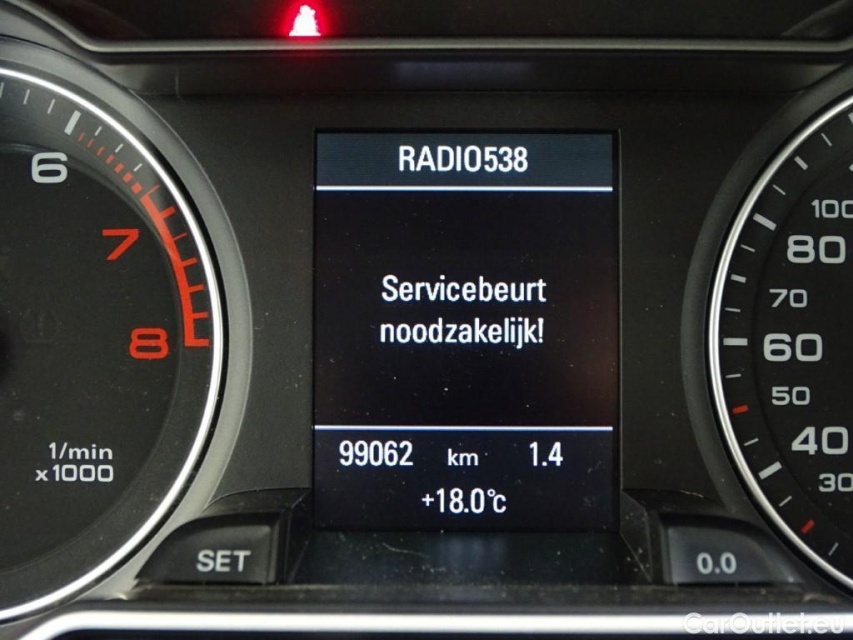 RADIO538
6
7
8
1/min
x1000
Servicebeurt
noodzakelijk!
99062 km 1.4
+18.0°c
100
80
70
60
50
40
30
SET
0.0
CarOutlet.eu